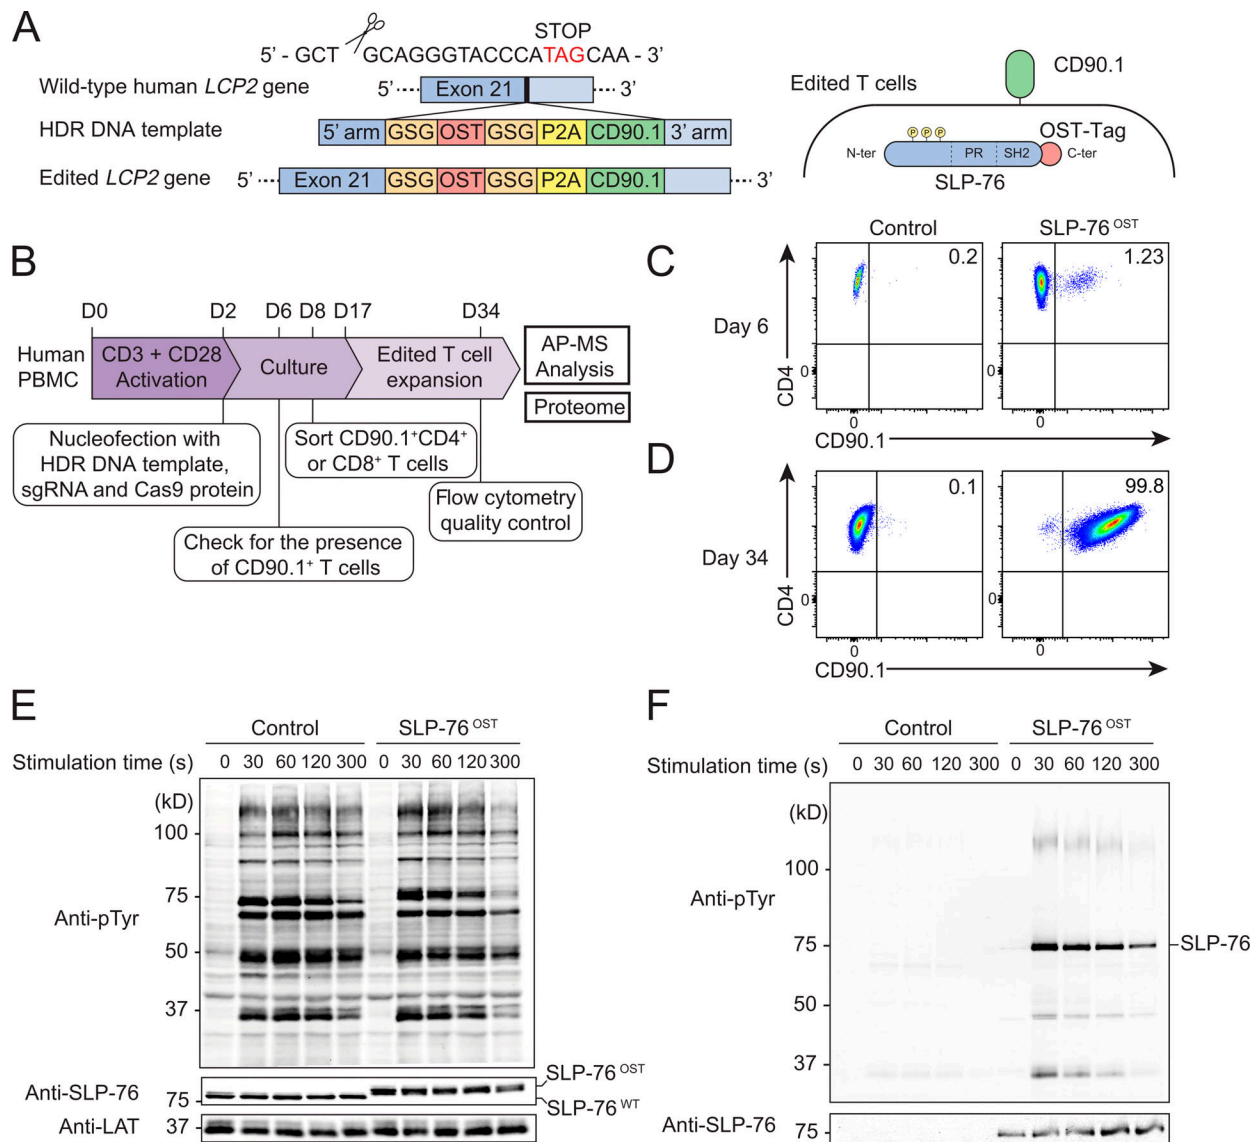 A
STOP
5’ - GCT GCAGGGTACCCATAGCAA - 3’
Wild-type human LCP2 gene
5’ Exon 21 3’
HDR DNA template
5’ arm GSG OST GSG P2A CD90.1 3’ arm
Edited LCP2 gene
5’ Exon 21 GSG OST GSG P2A CD90.1 3’
Edited T cells
CD90.1
P P P
OST-Tag
N-ter PR SH2 C-ter
SLP-76
B
D0 D2 D6 D8 D17 D34
Human
PBMC
CD3 + CD28
Activation
Culture
Edited T cell
expansion
AP-MS
Analysis
Proteome
Nucleofection with
HDR DNA template,
sgRNA and Cas9 protein
Sort CD90.1+CD4+
or CD8+ T cells
Check for the presence
of CD90.1+ T cells
Flow cytometry
quality control
C
Control SLP-76 OST
Day 6
0.2 1.23
CD4
0 0
0 0
CD90.1
D
Day 34
0.1 99.8
CD4
0 0
0 0
CD90.1
E
Control SLP-76 OST
Stimulation time (s) 0 30 60 120 300 0 30 60 120 300
(kD)
100
75
50
37
Anti-pTyr
Anti-SLP-76
75
SLP-76 OST
SLP-76 WT
Anti-LAT 37
F
Control SLP-76 OST
Stimulation time (s) 0 30 60 120 300 0 30 60 120 300
(kD)
100
75
50
37
Anti-pTyr
SLP-76
Anti-SLP-76 75